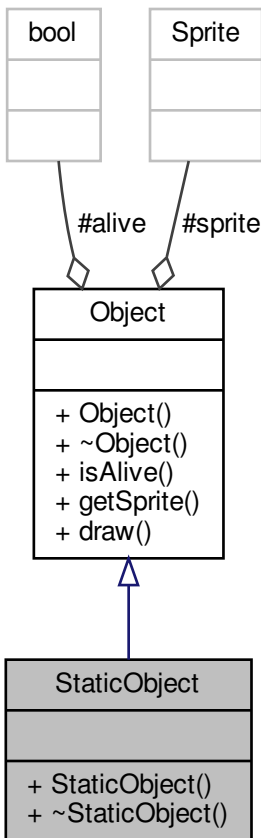 bool
Sprite
#alive
#sprite
Object
+ Object()
+ ~Object()
+ isAlive()
+ getSprite()
+ draw()
StaticObject
+ StaticObject()
+ ~StaticObject()